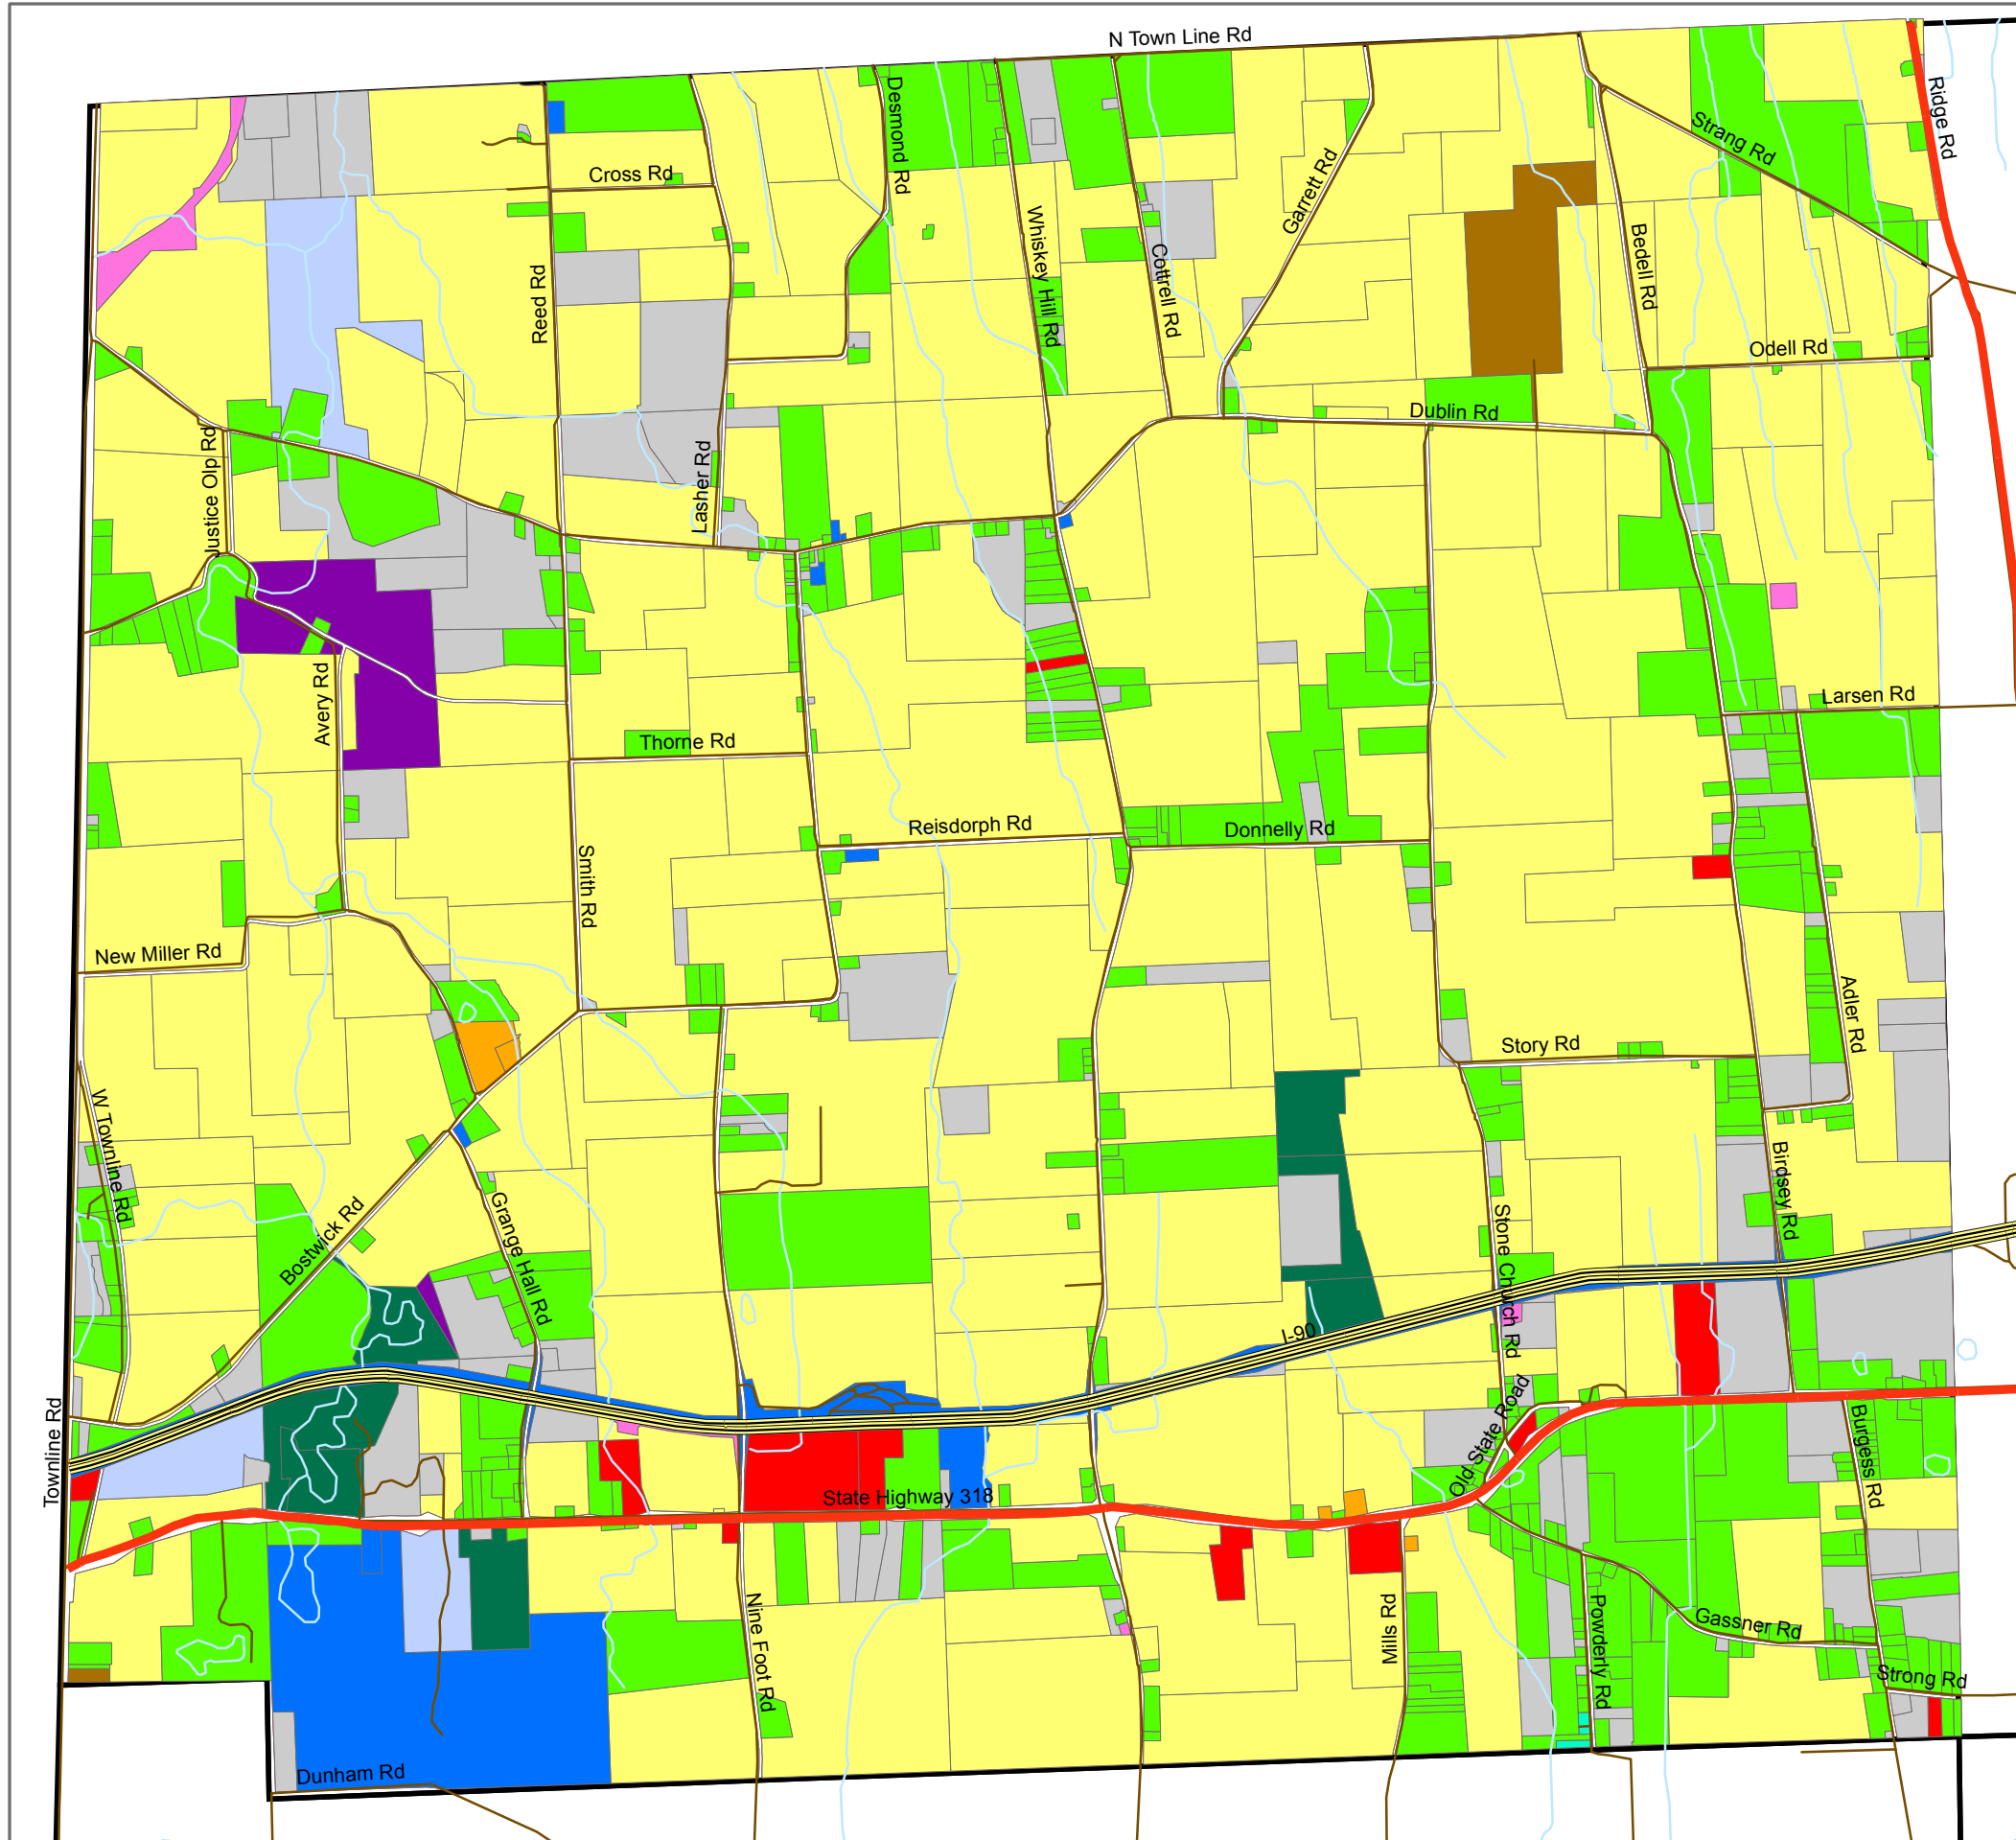 N Town Line Rd
Desmond Rd
Ridge Rd
Strang Rd
Cross Rd
Garrett Rd
Whiskey Hill Rd
Bedell Rd
Cottrell Rd
Reed Rd
Odell Rd
Dublin Rd
Justice Olp Rd
Lasher Rd
Avery Rd
Larsen Rd
Thorne Rd
Reisdorph Rd
Donnelly Rd
Smith Rd
New Miller Rd
Adler Rd
Story Rd
W Townline Rd
Birdsey Rd
Bostwick Rd
Grange Hall Rd
Stone Church Rd
I-90
Old State Road
Burgess Rd
Townline Rd
State Highway 318
Nine Foot Rd
Mills Rd
Powderly Rd
Gassner Rd
Strong Rd
Dunham Rd